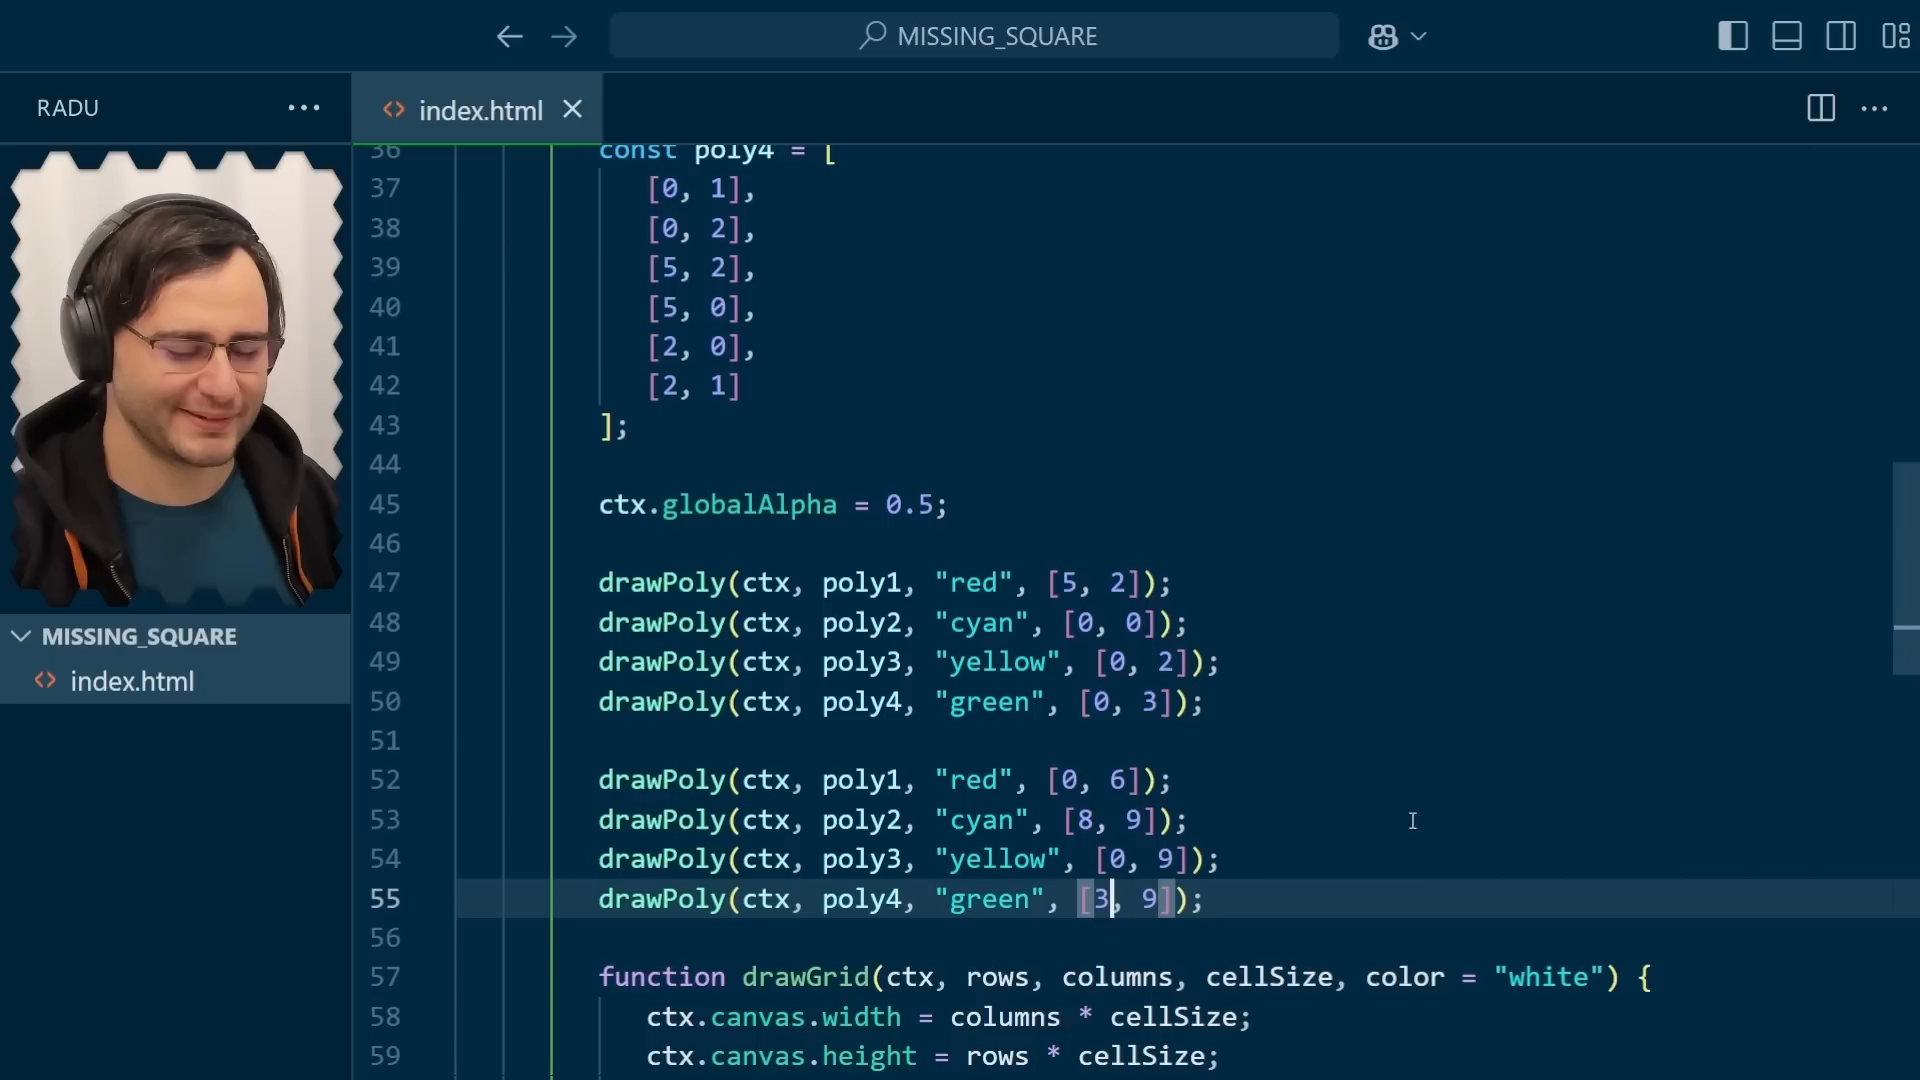 MISSING_SQUARE
RADU
index.html
36 const poly4 = [
37 [0, 1],
38 [0, 2],
39 [5, 2],
40 [5, 0],
41 [2, 0],
42 [2, 1]
43 ];
44
45 ctx.globalAlpha = 0.5;
46
47 drawPoly(ctx, poly1, "red", [5, 2]);
48 drawPoly(ctx, poly2, "cyan", [0, 0]);
49 drawPoly(ctx, poly3, "yellow", [0, 2]);
50 drawPoly(ctx, poly4, "green", [0, 3]);
51
52 drawPoly(ctx, poly1, "red", [0, 6]);
53 drawPoly(ctx, poly2, "cyan", [8, 9]);
54 drawPoly(ctx, poly3, "yellow", [0, 9]);
55 drawPoly(ctx, poly4, "green", [3, 9]);
56
57 function drawGrid(ctx, rows, columns, cellSize, color = "white") {
58 ctx.canvas.width = columns * cellSize;
59 ctx.canvas.height = rows * cellSize;
MISSING_SQUARE
index.html